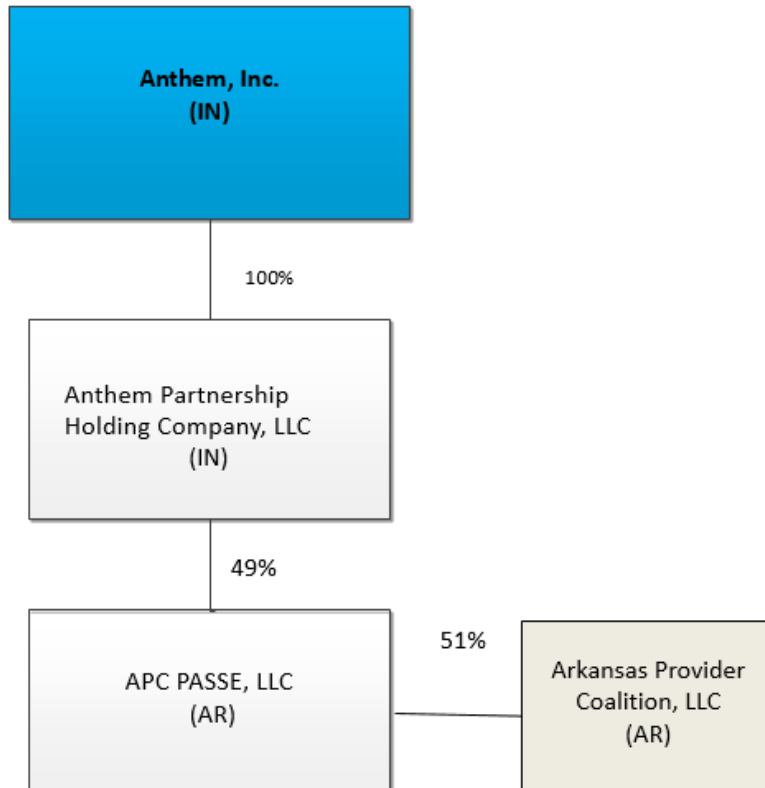 Anthem, Inc.
(IN)
100%
Anthem Partnership
Holding Company, LLC
(IN)
49%
APC PASSE, LLC
(AR)
51%
Arkansas Provider
Coalition, LLC
(AR)